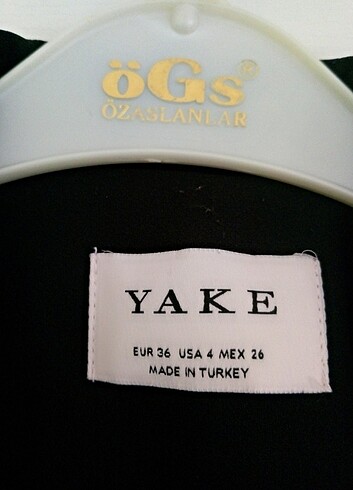 öGs®
ÖZASLANLAR
YAKE
EUR 36 USA 4 MEX 26
MADE IN TURKEY